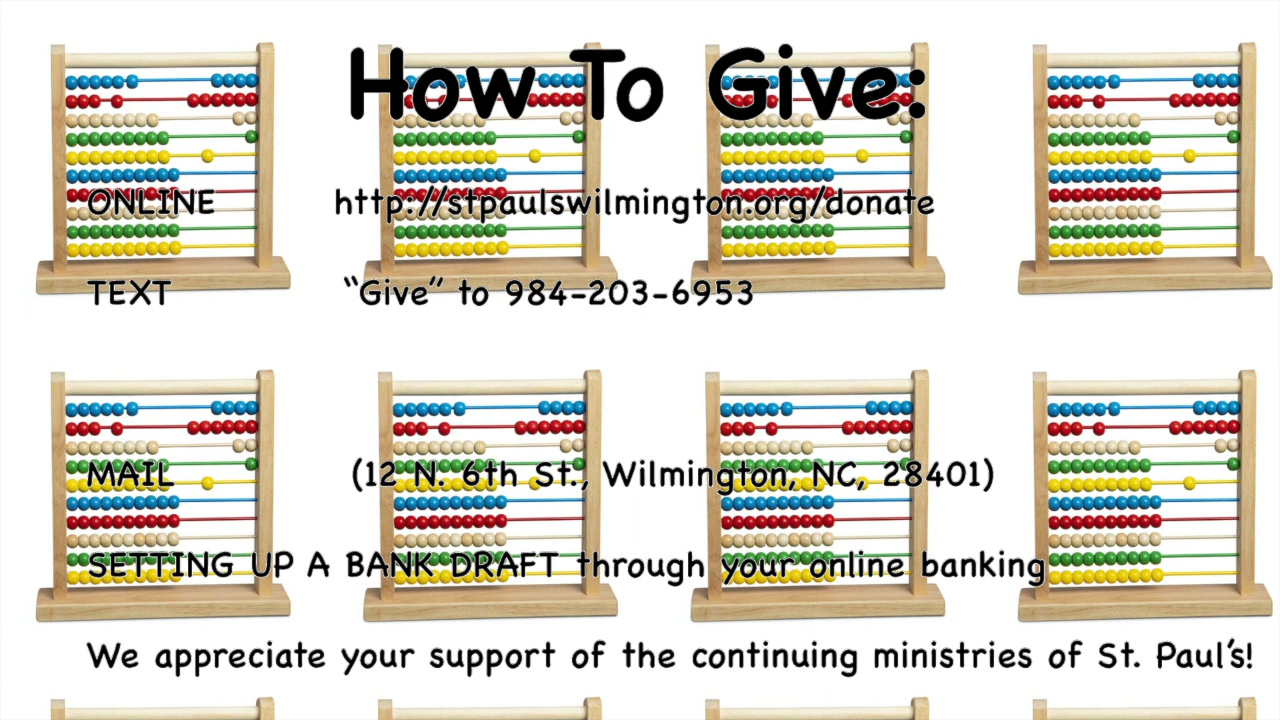 How To Give:
ONLINE http://stpaulswilmington.org/donate
TEXT “Give” to 984-203-6953
MAIL (12 N. 6th St., Wilmington, NC, 28401)
SETTING UP A BANK DRAFT through your online banking
We appreciate your support of the continuing ministries of St. Paul’s!